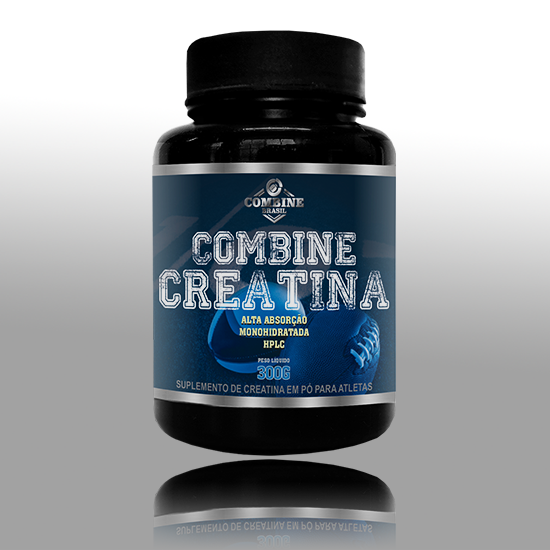 COMBINE
BRASIL
COMBINE
CREATINA
ALTA ABSORÇÃO
MONOHIDRATADA
HPLC
PESO LÍQUIDO
300G
SUPLEMENTO DE CREATINA EM PÓ PARA ATLETAS